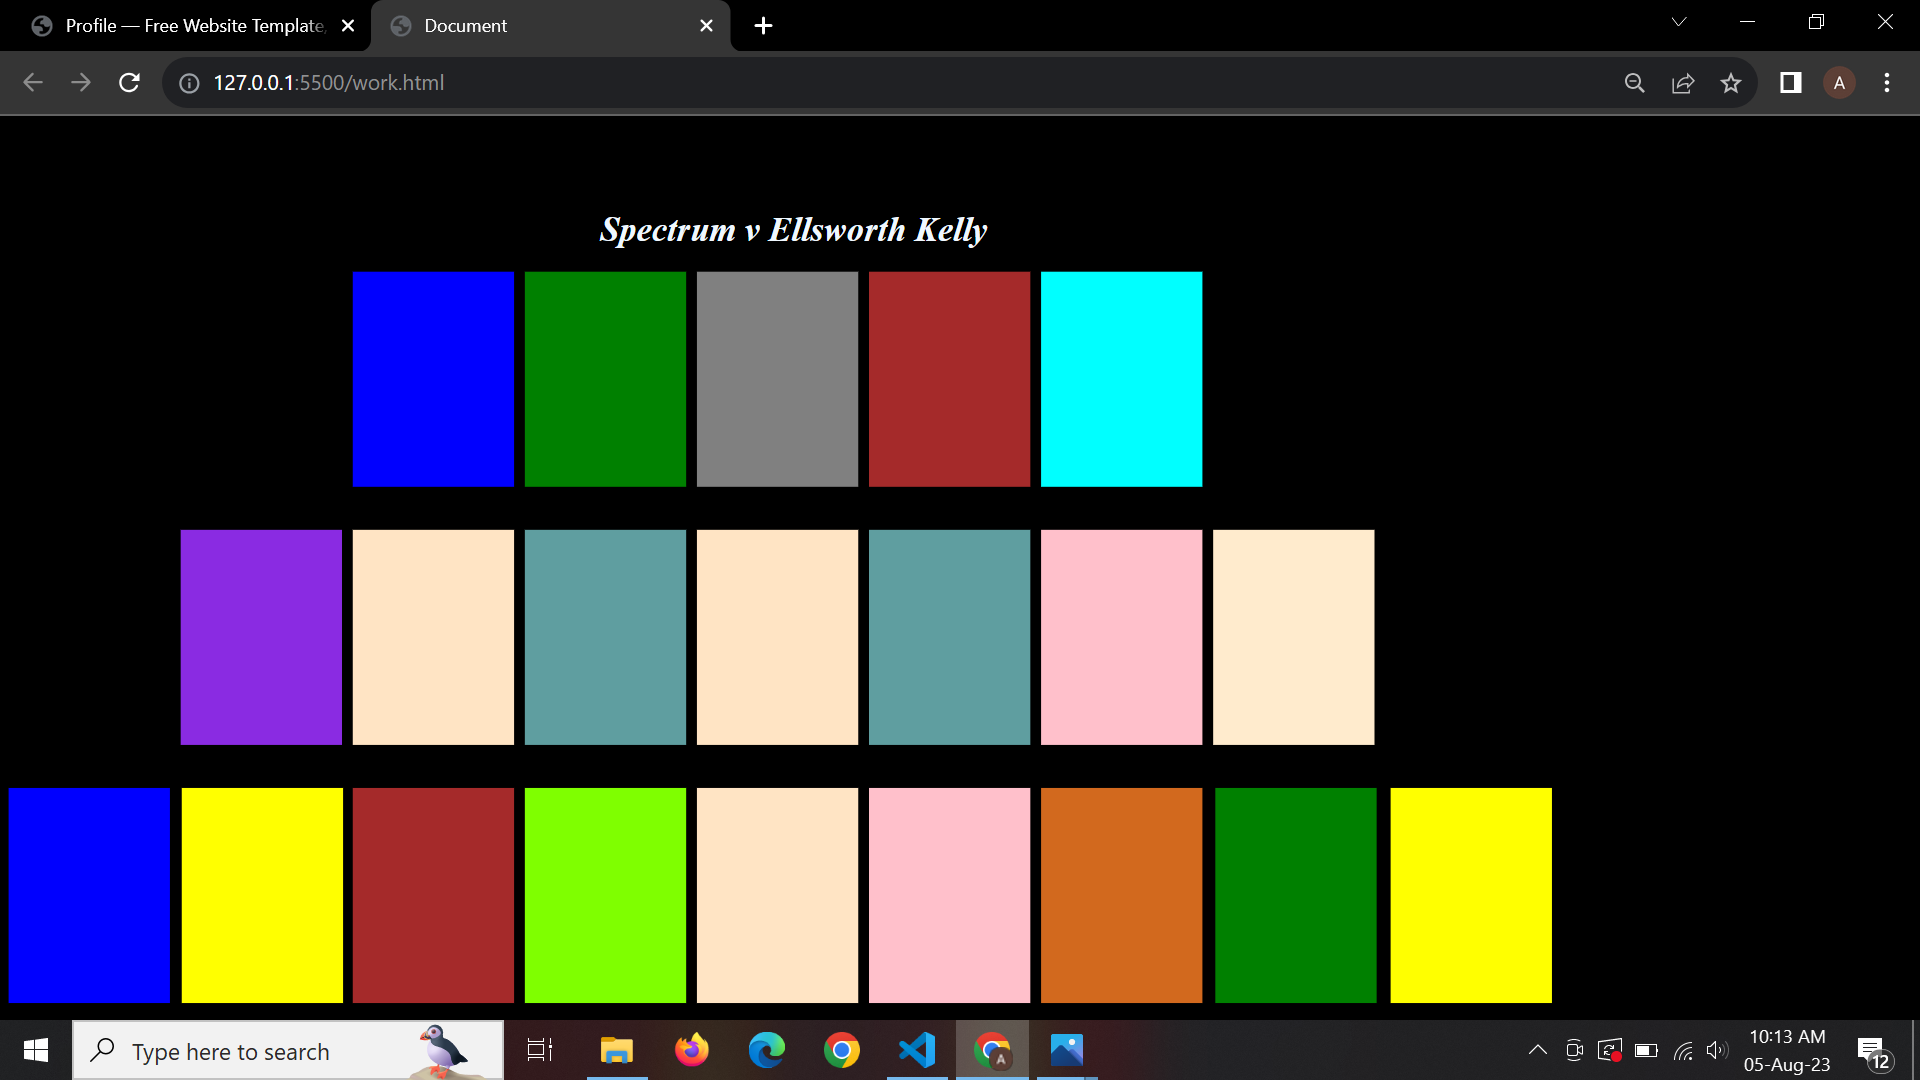 Profile — Free Website Template,
Document
127.0.0.1:5500/work.html
A
Spectrum v Ellsworth Kelly
Type here to search
A
10:13 AM
05-Aug-23
12